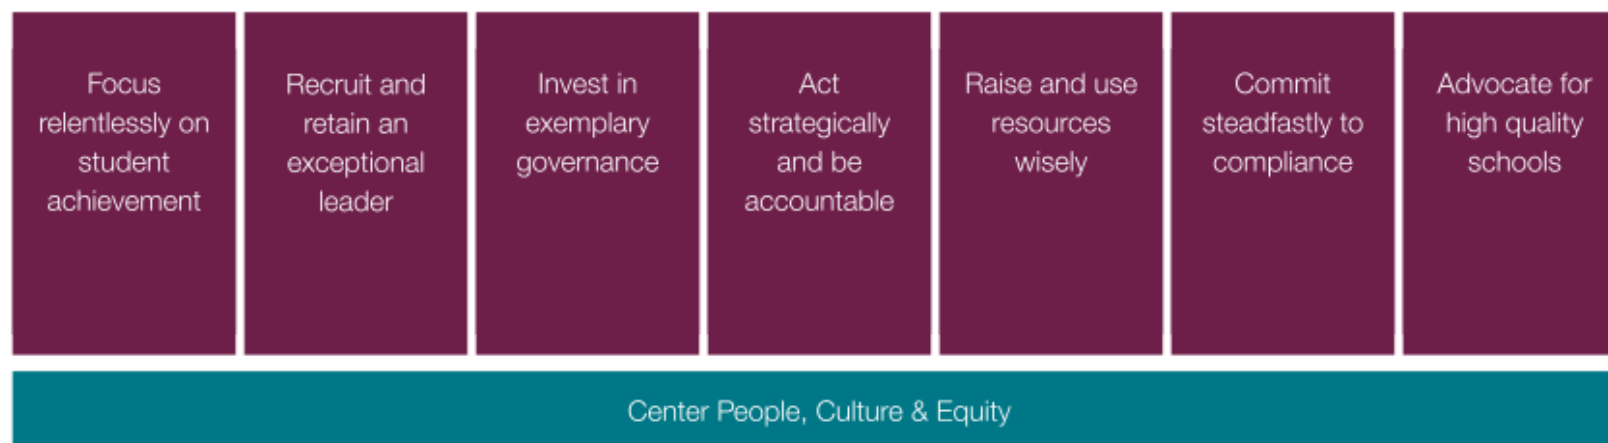 Focus
relentlessly on
student
achievement
Recruit and
retain an
exceptional
leader
Invest in
exemplary
governance
Act
strategically
and be
accountable
Raise and use
resources
wisely
Commit
steadfastly to
compliance
Advocate for
high quality
schools
Center People, Culture & Equity